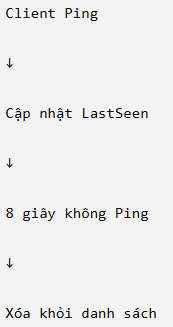 Client Ping
↓
Cập nhật LastSeen
↓
8 giây không Ping
↓
Xóa khỏi danh sách